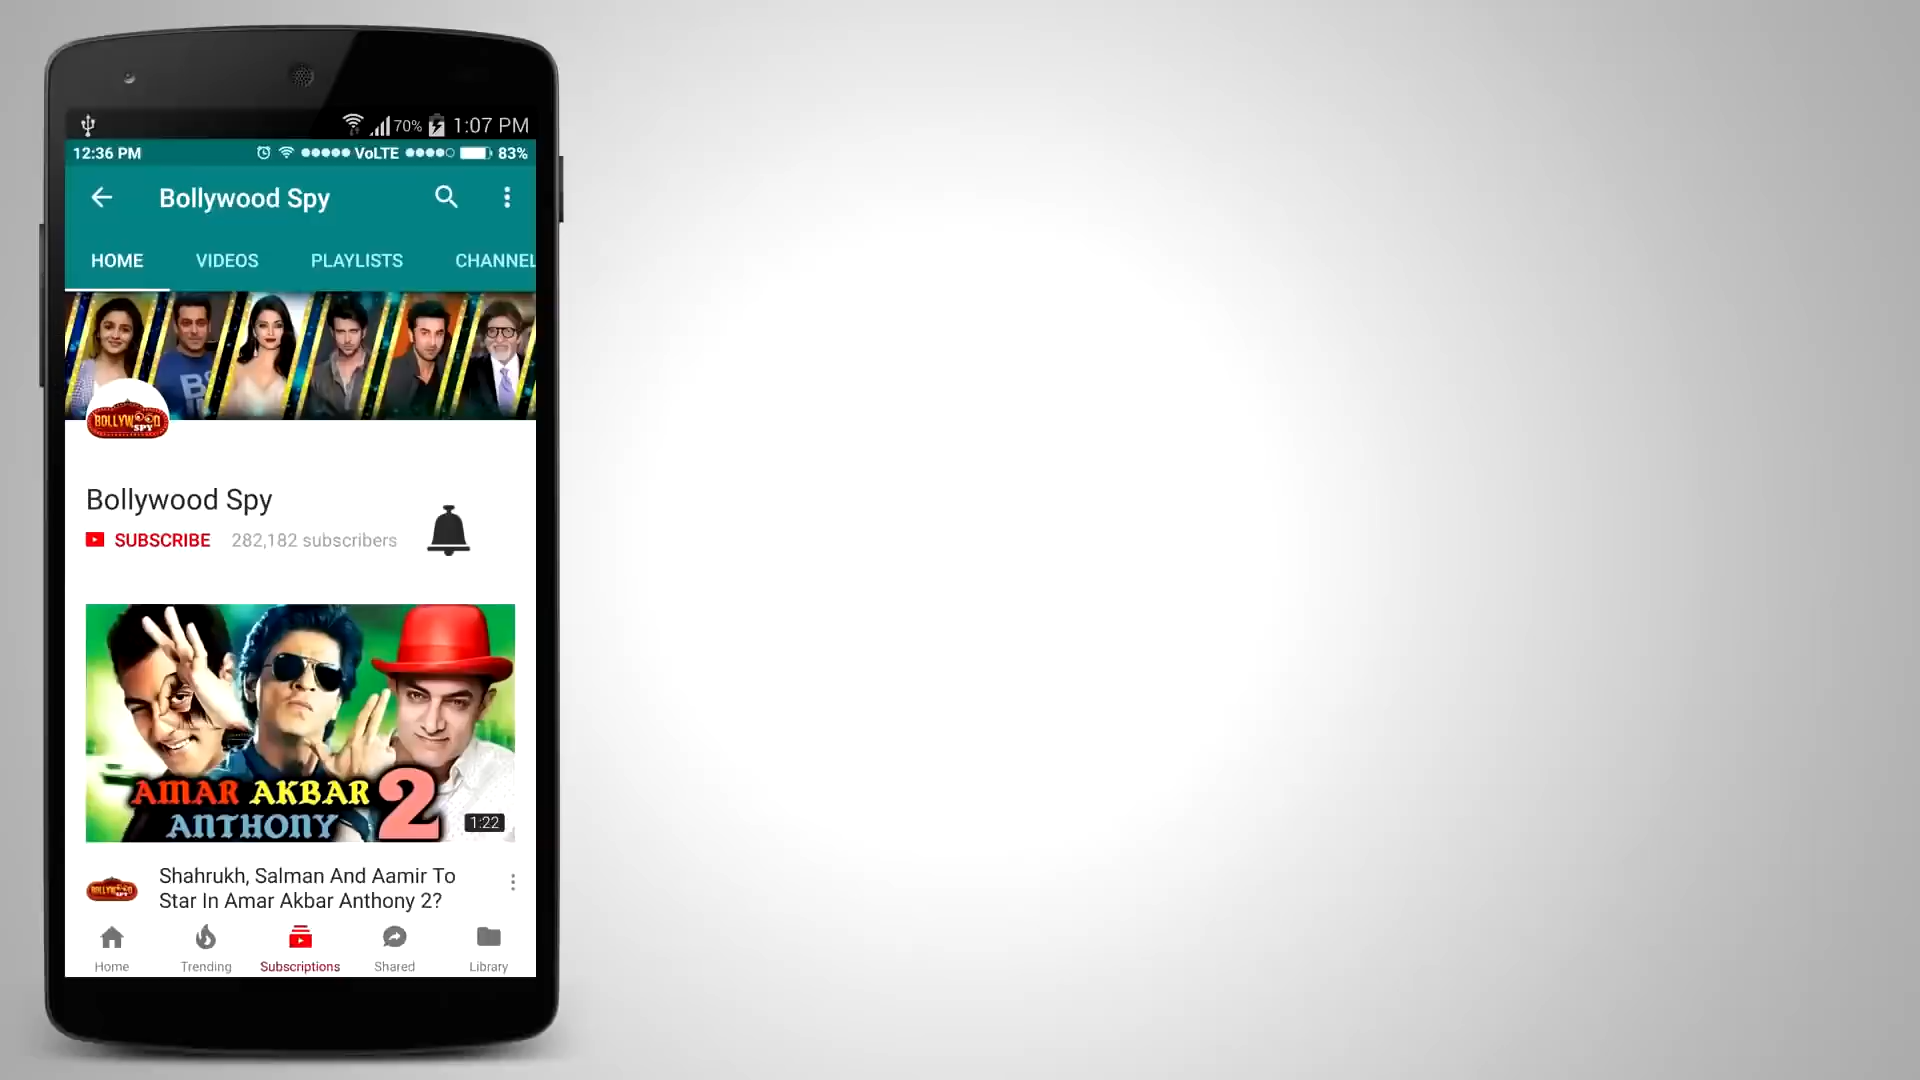 70% 1:07 PM
12:36 PM VoLTE 83%
Bollywood Spy
HOME VIDEOS PLAYLISTS CHANNEL
BOLLYWOOD
SPY
Bollywood Spy
SUBSCRIBE 282,182 subscribers
AMAR AKBAR
ANTHONY 2
1:22
BOLLYWOOD
SPY
Shahrukh, Salman And Aamir To
Star In Amar Akbar Anthony 2?
Home Trending Subscriptions Shared Library